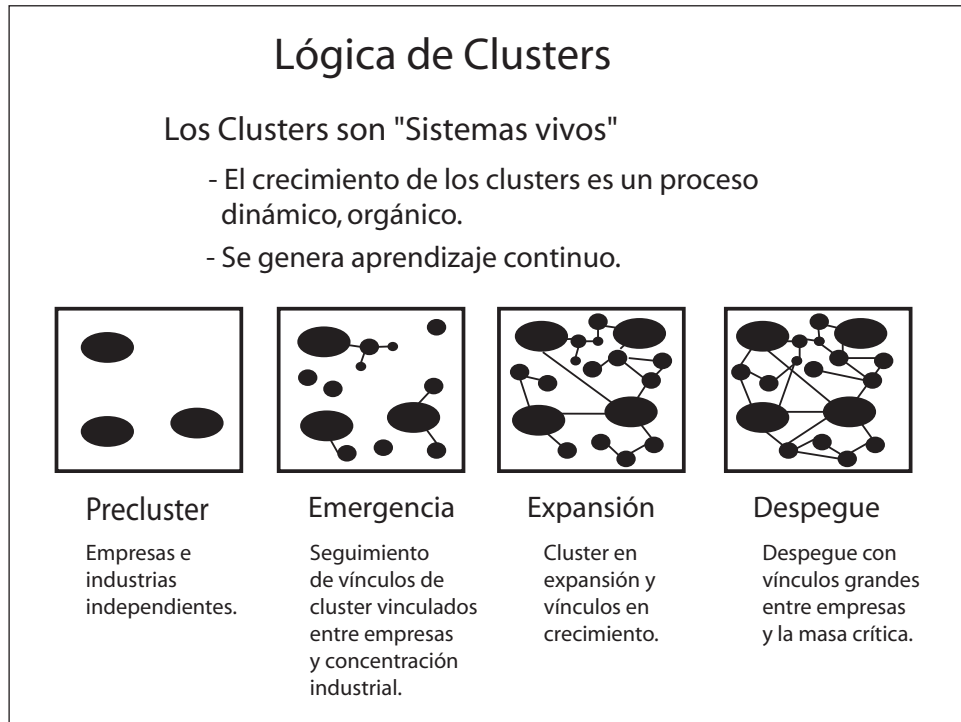 Lógica de Clusters
Los Clusters son "Sistemas vivos"
- El crecimiento de los clusters es un proceso
dinámico, orgánico.
- Se genera aprendizaje continuo.
Precluster
Empresas e
industrias
independientes.
Emergencia
Seguimiento
de vínculos de
cluster vinculados
entre empresas
y concentración
industrial.
Expansión
Cluster en
expansión y
vínculos en
crecimiento.
Despegue
Despegue con
vínculos grandes
entre empresas
y la masa crítica.